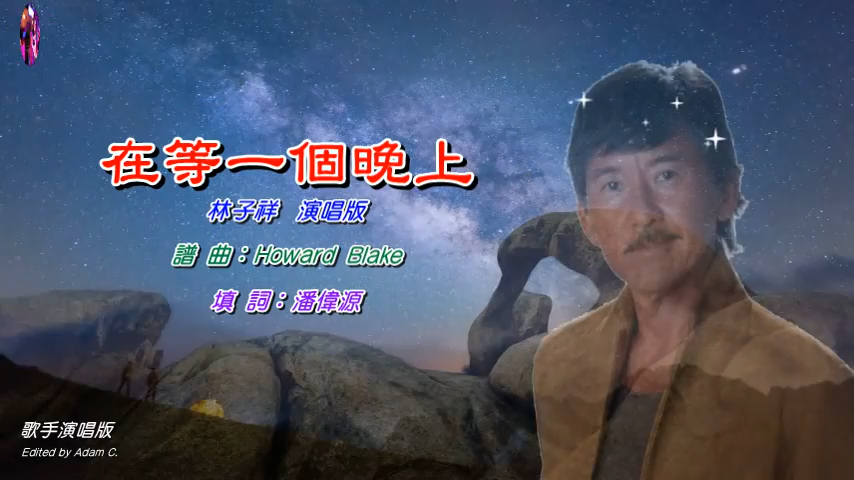 在等一個晚上
林子祥 演唱版
譜 曲：Howard Blake
填 詞：潘偉源
歌手演唱版
Edited by Adam C.